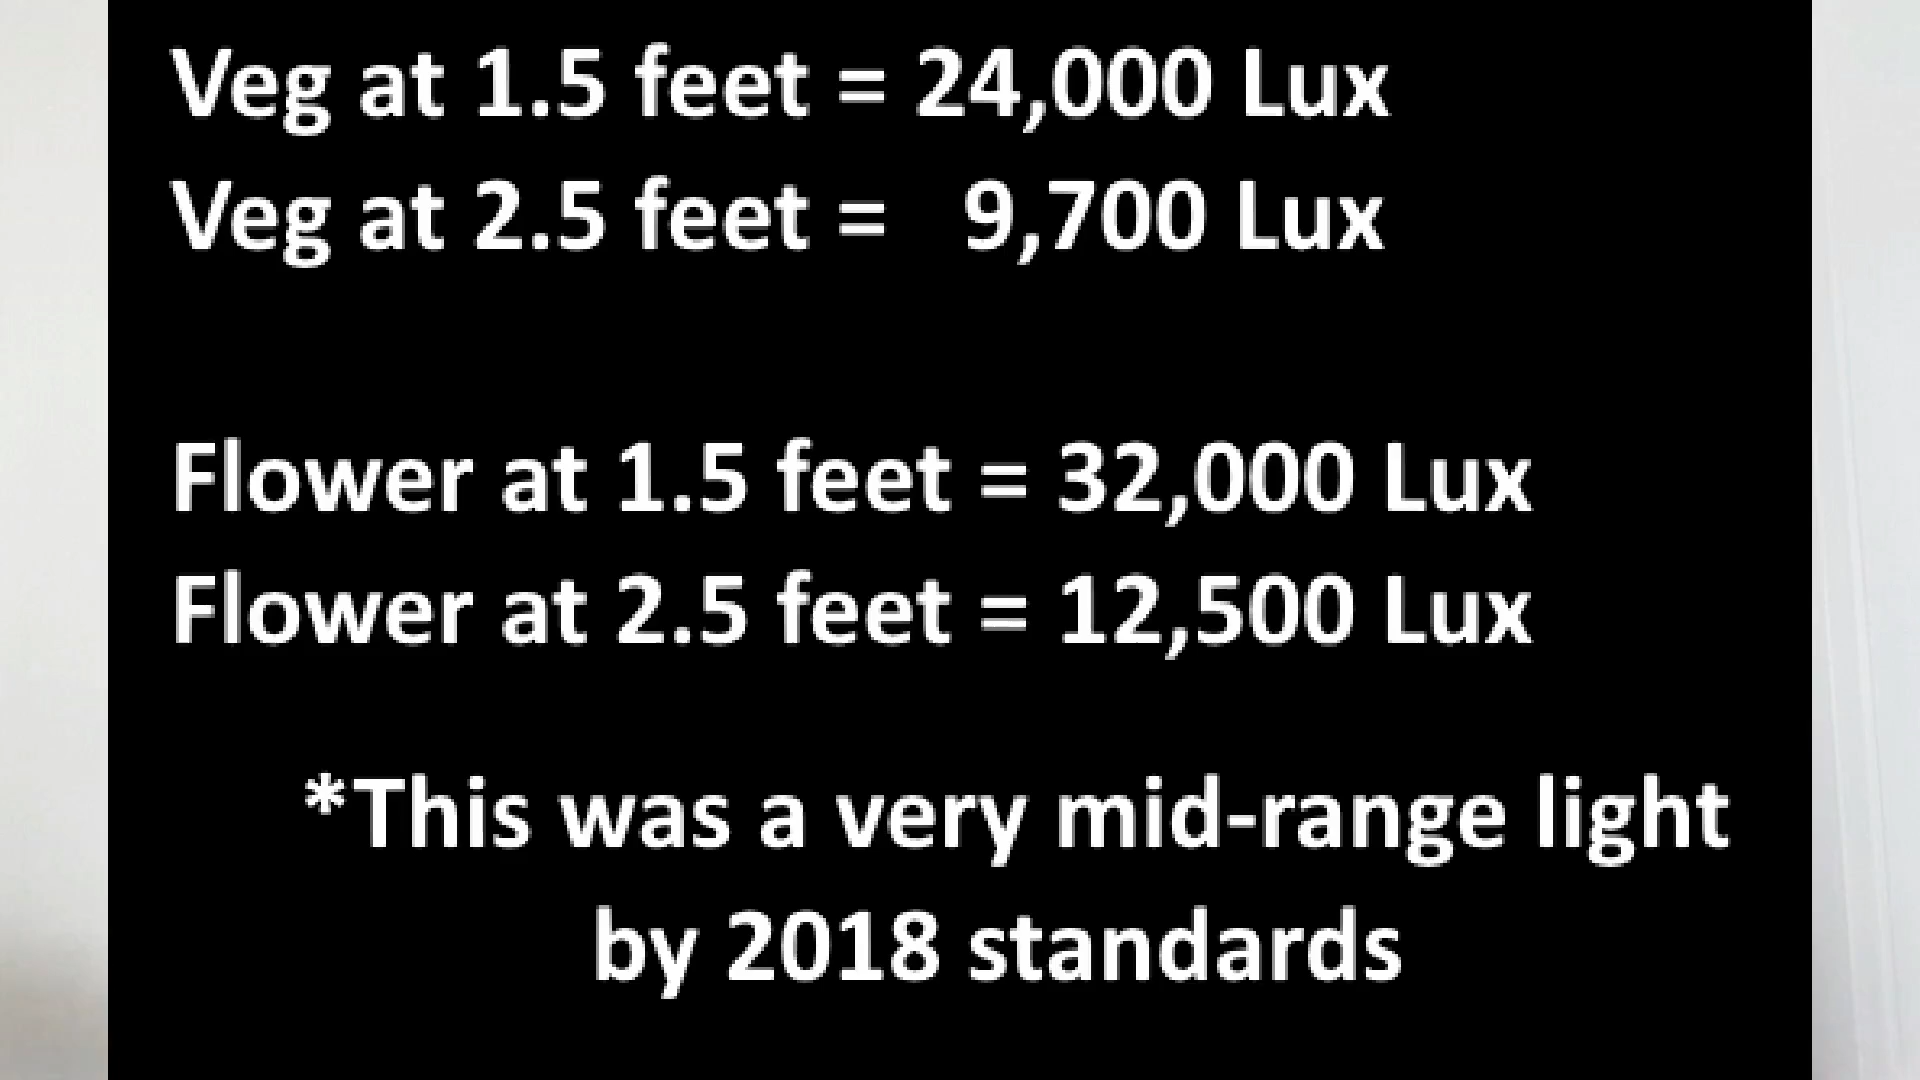 Veg at 1.5 feet = 24,000 Lux
Veg at 2.5 feet = 9,700 Lux
Flower at 1.5 feet = 32,000 Lux
Flower at 2.5 feet = 12,500 Lux
*This was a very mid-range light
by 2018 standards